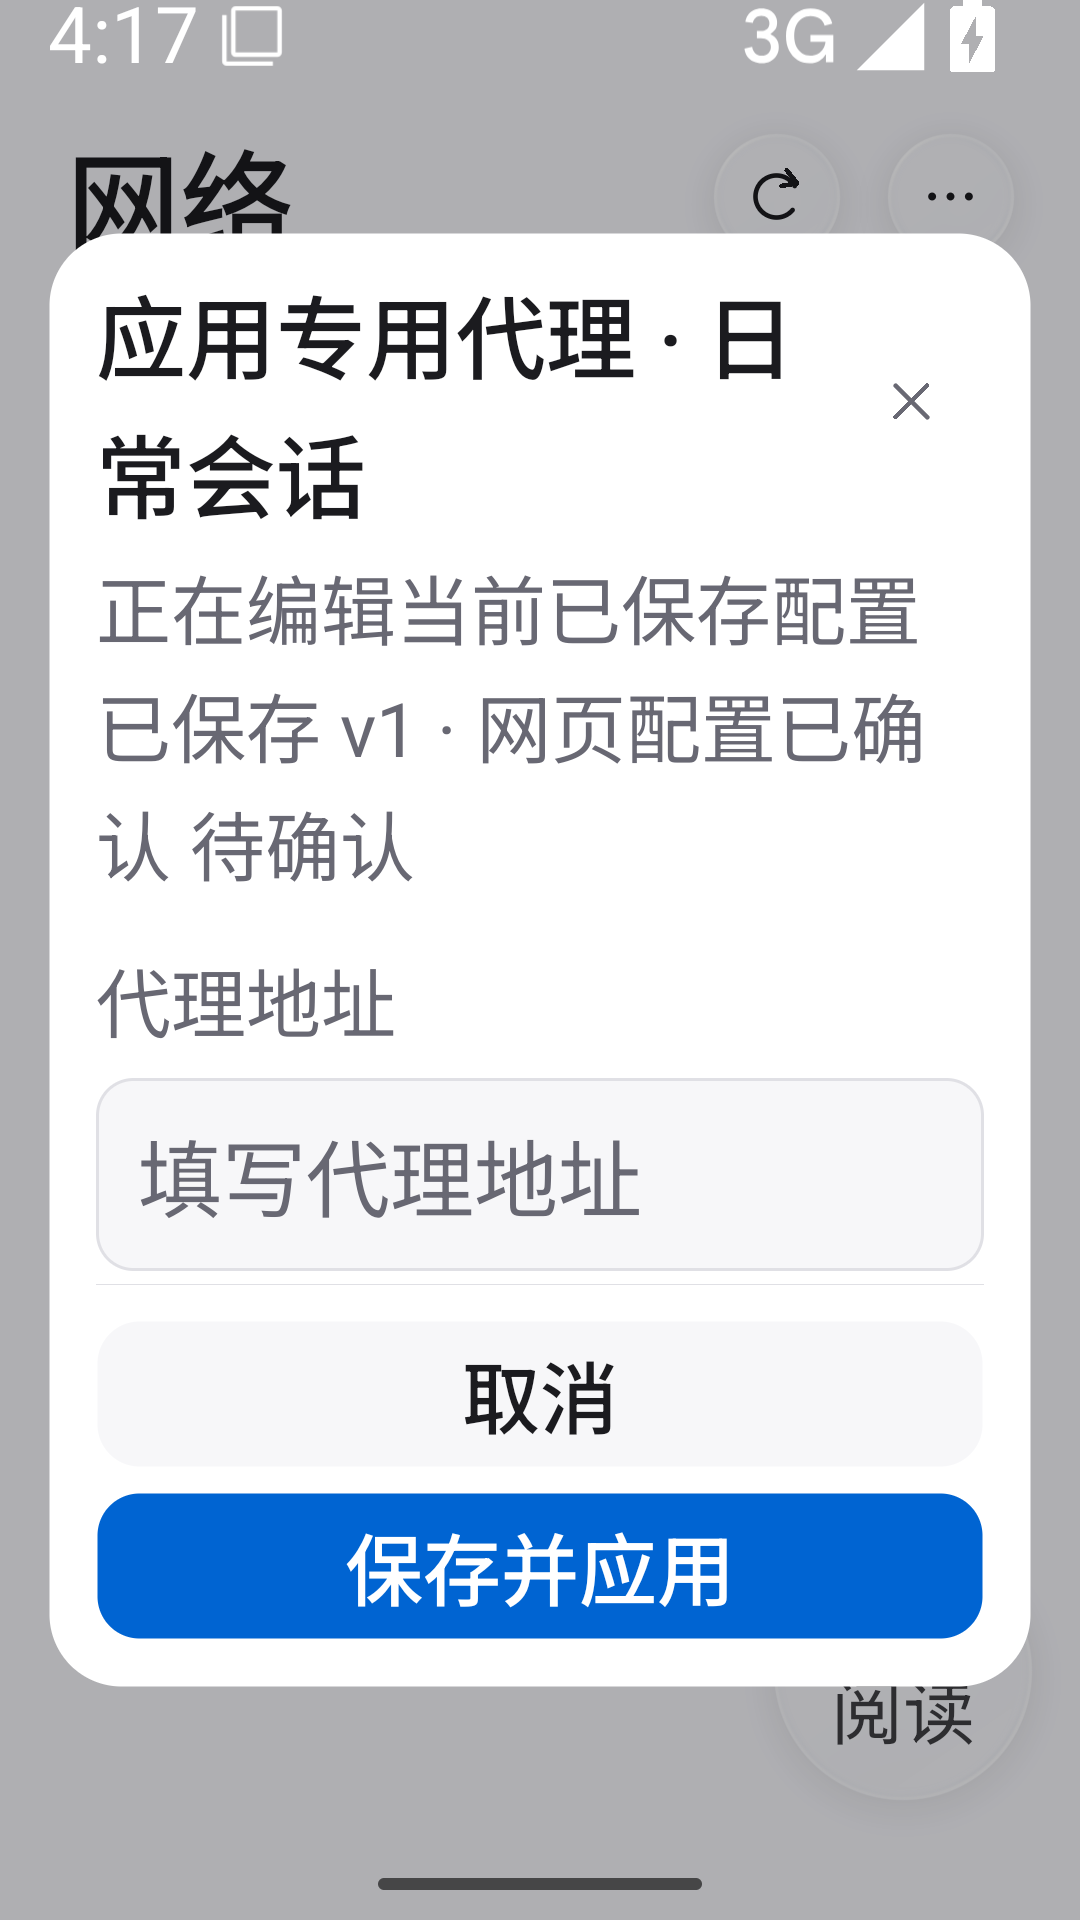 4:17
3G
网络
应用专用代理 · 日
常会话
正在编辑当前已保存配置
已保存 v1 · 网页配置已确
认 待确认
代理地址
填写代理地址
取消
保存并应用
阅读